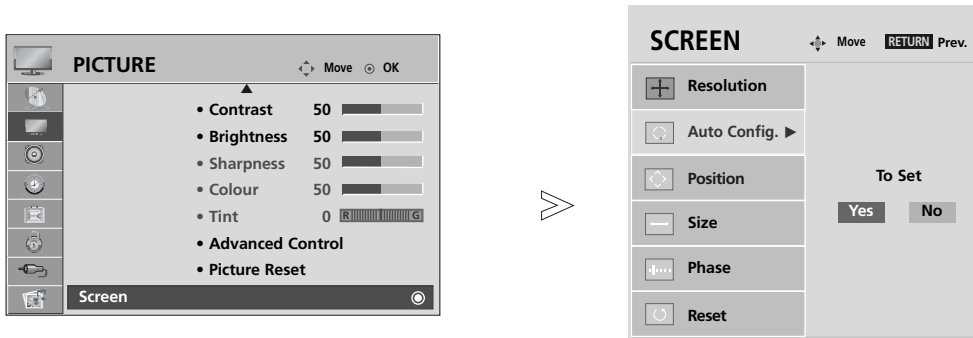 PICTURE
Move OK
• Contrast 50
• Brightness 50
• Sharpness 50
• Colour 50
• Tint 0 R G
• Advanced Control
• Picture Reset
Screen
SCREEN
Move RETURN Prev.
Resolution
Auto Config. ►
Position
Size
Phase
Reset
To Set
Yes No